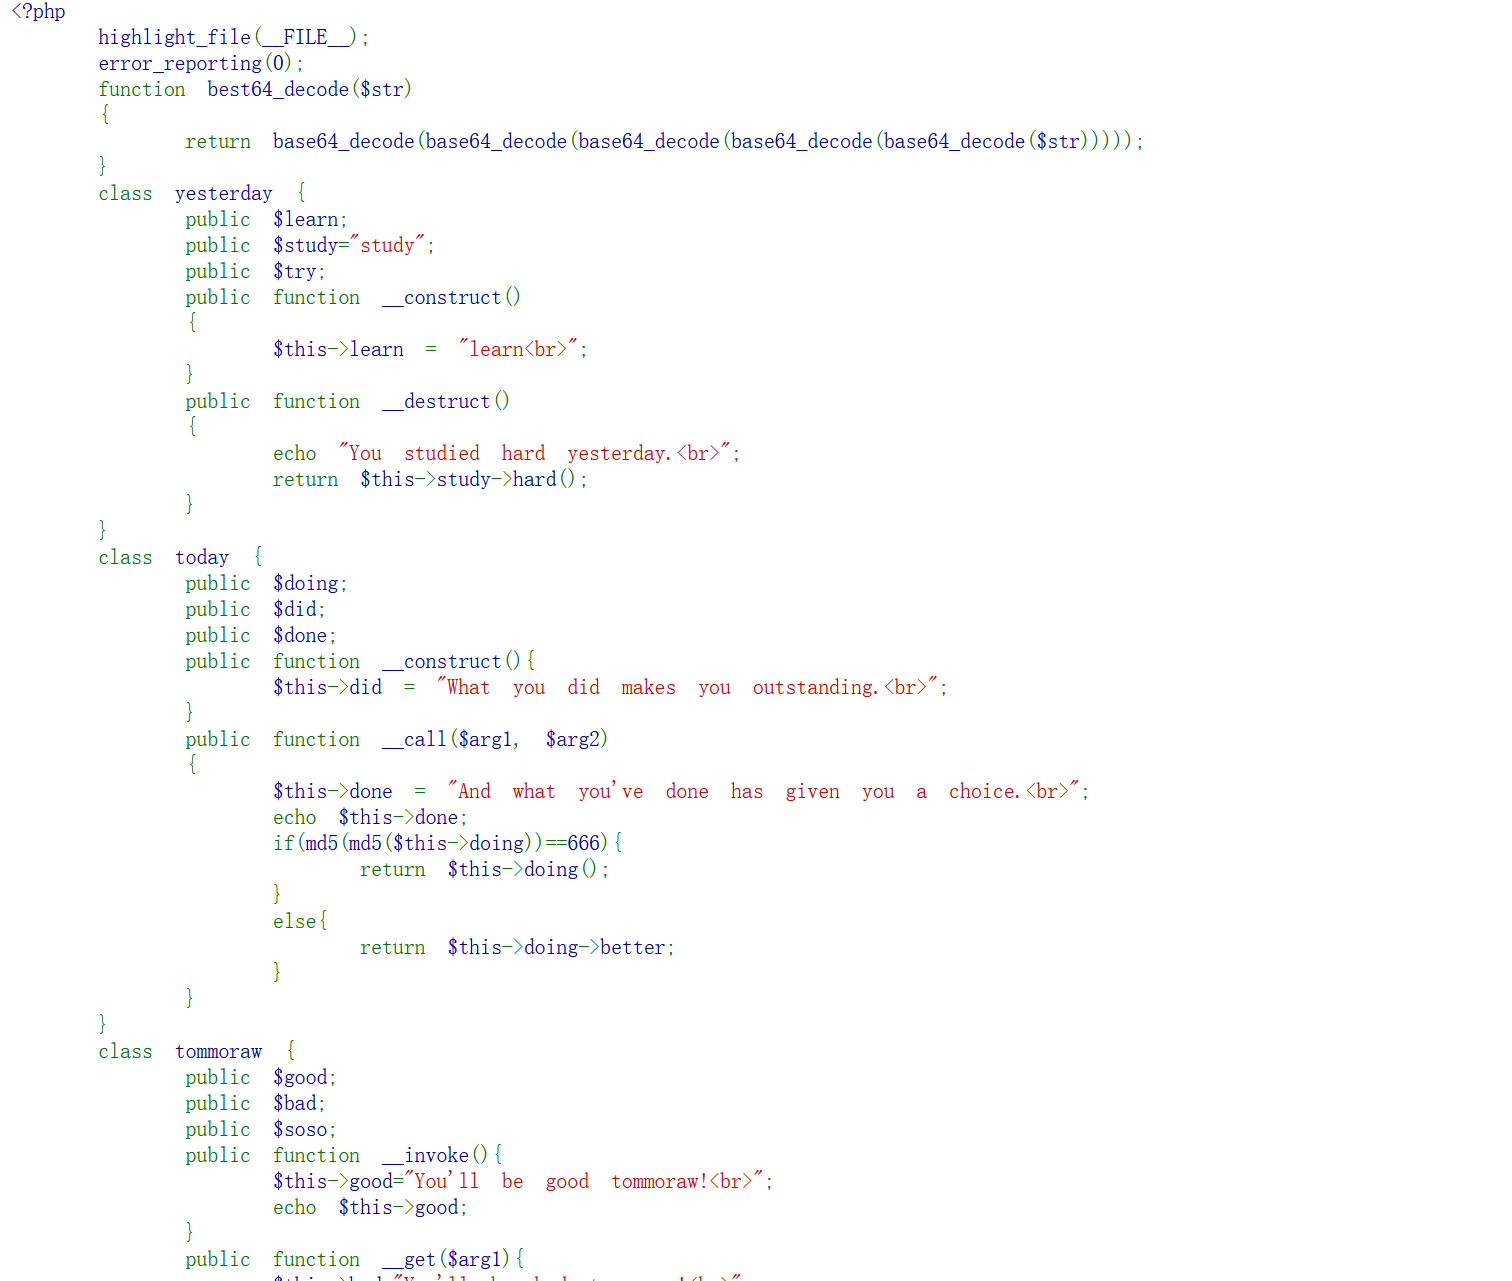 <?php
highlight_file(__FILE__);
error_reporting(0);
function best64_decode($str)
{
return base64_decode(base64_decode(base64_decode(base64_decode(base64_decode($str)))));
}
class yesterday {
public $learn;
public $study="study";
public $try;
public function __construct()
{
$this->learn = "learn<br>";
}
public function __destruct()
{
echo "You studied hard yesterday.<br>";
return $this->study->hard();
}
}
class today {
public $doing;
public $did;
public $done;
public function __construct(){
$this->did = "What you did makes you outstanding.<br>";
}
public function __call($arg1, $arg2)
{
$this->done = "And what you've done has given you a choice.<br>";
echo $this->done;
if(md5(md5($this->doing))==666){
return $this->doing();
}
else{
return $this->doing->better;
}
}
}
class tommoraw {
public $good;
public $bad;
public $soso;
public function __invoke(){
$this->good="You'll be good tommoraw!<br>";
echo $this->good;
}
public function __get($arg1){